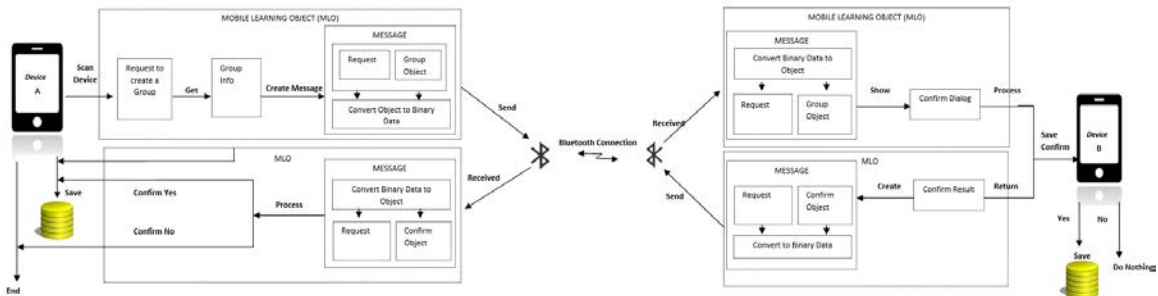 MOBILE LEARNING OBJECT (MLO)
MESSAGE
Device
A
Scan
Device
Request to
create a
Group
Get
Group
Info
Create Message
Request
Group
Object
Convert Object to Binary
Data
Send
MLO
MESSAGE
Convert Binary Data to
Object
Request
Confirm
Object
Received
Process
Save
Confirm Yes
Confirm No
End
Bluetooth Connection
MOBILE LEARNING OBJECT (MLO)
MESSAGE
Convert Binary Data to
Object
Request
Group
Object
Received
Show
Confirm Dialog
Process
MLO
MESSAGE
Request
Confirm
Object
Convert to Binary Data
Send
Create
Confirm Result
Return
Save
Confirm
Device
B
Yes
No
Save
Do Nothing